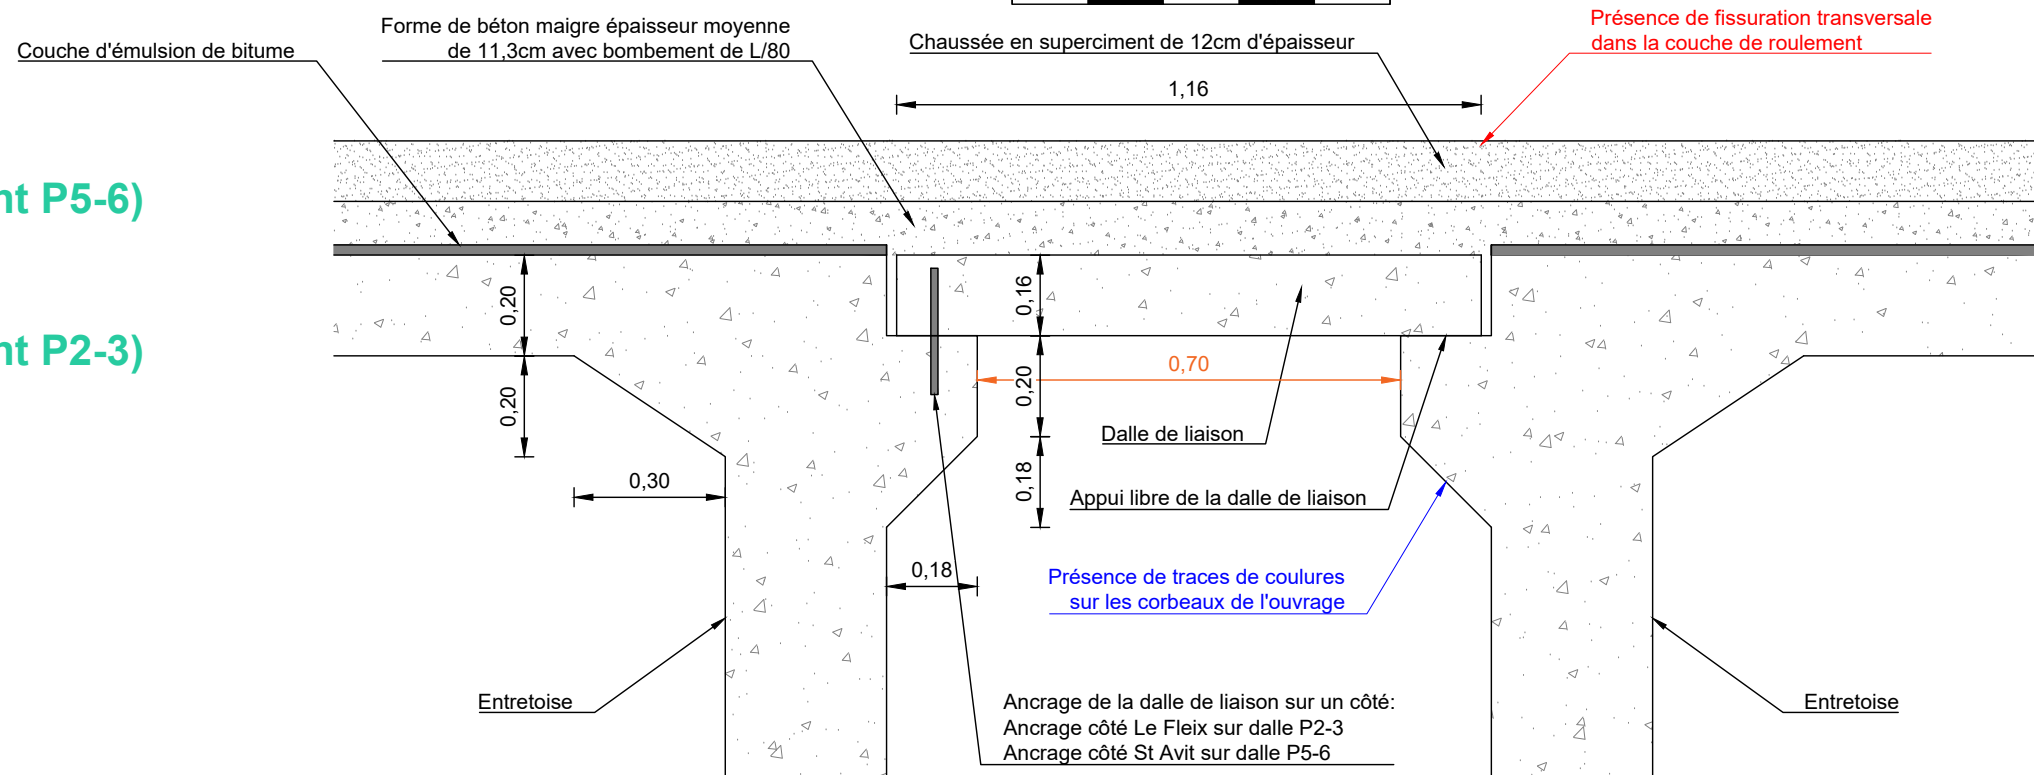 Forme de béton maigre épaisseur moyenne
de 11,3cm avec bombement de L/80
Couche d'émulsion de bitume
Chaussée en superciment de 12cm d'épaisseur
Présence de fissuration transversale
dans la couche de roulement
1,16
nt P5-6)
nt P2-3)
0,20
0,20
0,30
0,16
0,20
0,18
0,70
0,18
Dalle de liaison
Appui libre de la dalle de liaison
Présence de traces de coulures
sur les corbeaux de l'ouvrage
Entretoise
Ancrage de la dalle de liaison sur un côté:
Ancrage côté Le Fleix sur dalle P2-3
Ancrage côté St Avit sur dalle P5-6
Entretoise